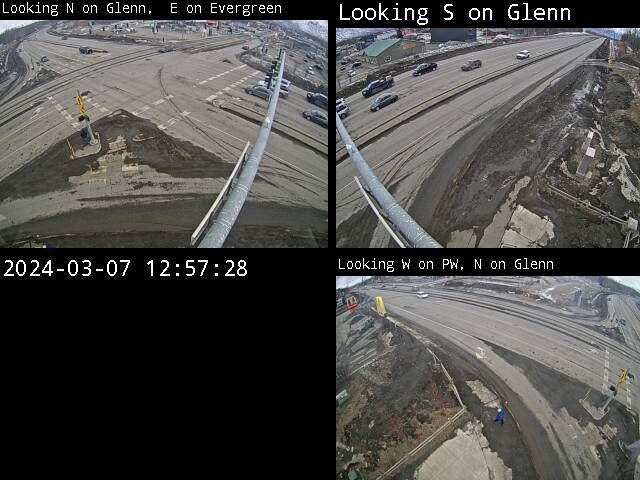 Looking N on Glenn,  E on Evergreen
Looking S on Glenn
2024-03-07 12:57:28
Looking W on PW, N on Glenn